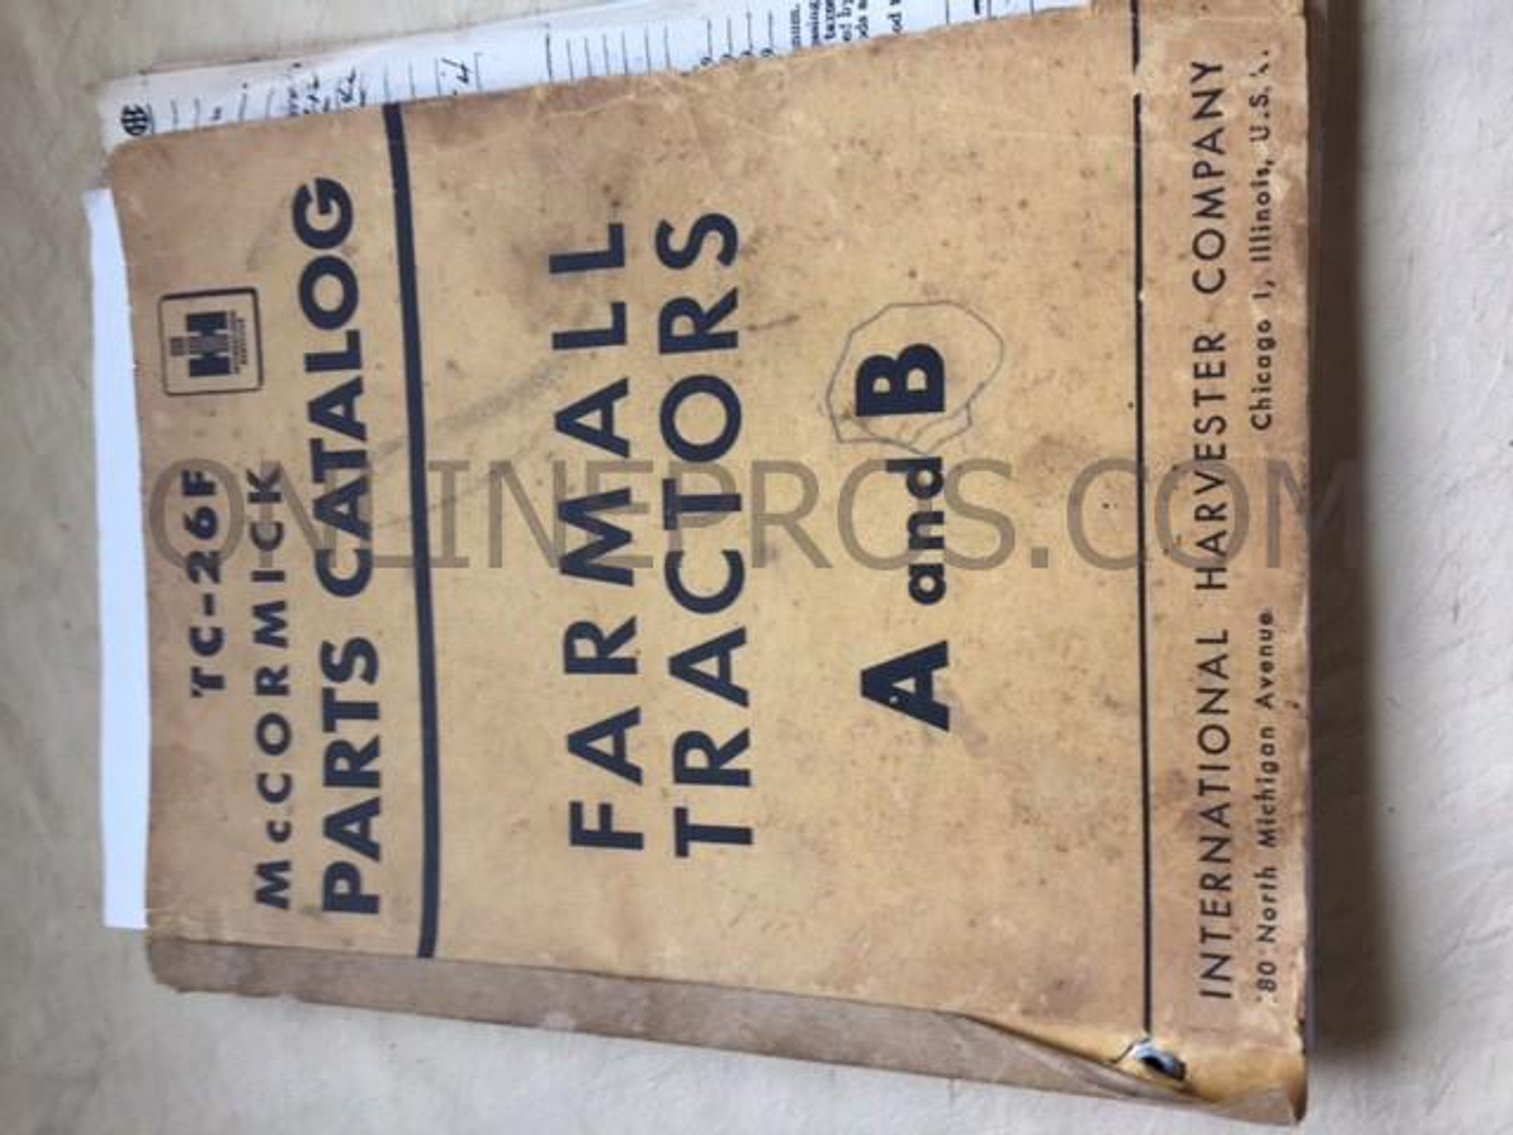 TC-26F
McCORMICK
PARTS CATALOG
FARMALL
TRACTORS
A and B
INTERNATIONAL HARVESTER COMPANY
180 North Michigan Avenue Chicago 1, Illinois, U.S.A.
ONLINEPROS.COM